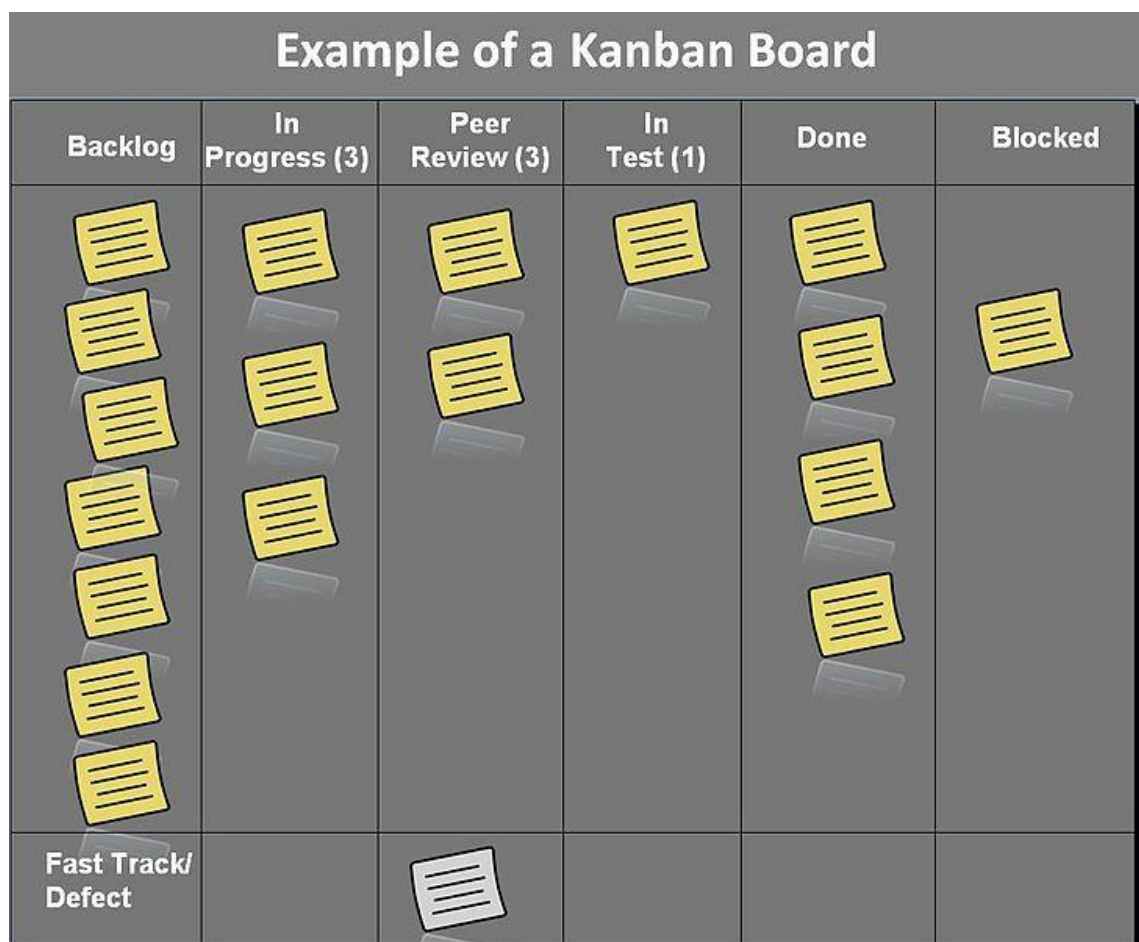 Example of a Kanban Board
Backlog
In
Progress (3)
Peer
Review (3)
In
Test (1)
Done
Blocked
Fast Track/
Defect